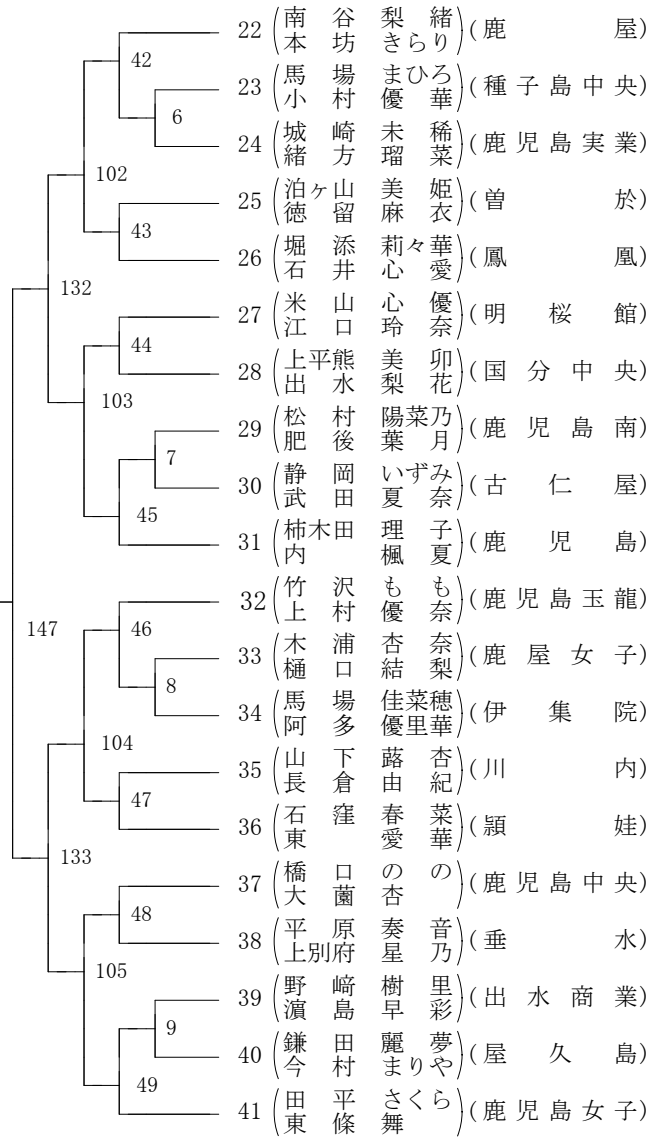 42
6
102
43
132
44
103
7
45
147
46
8
104
47
133
48
105
9
49
22 (南谷梨緒 本坊きらり) (鹿屋)
23 (馬場まひろ 小村優華) (種子島中央)
24 (城崎未稀 緒方瑠菜) (鹿児島実業)
25 (泊ヶ山美姫 徳留麻衣) (曽於)
26 (堀添莉々華 石井心愛) (鳳凰)
27 (米山心優 江口玲奈) (明桜館)
28 (上平熊美卯 出水梨花) (国分中央)
29 (松村陽菜乃 肥後葉月) (鹿児島南)
30 (静岡いずみ 武田夏奈) (古仁屋)
31 (柿木田理子 内楓夏) (鹿児島)
32 (竹沢もも 上村優奈) (鹿児島玉龍)
33 (木浦杏奈 樋口結梨) (鹿屋女子)
34 (馬場佳菜穂 阿多優里華) (伊集院)
35 (山下蕗杏 長倉由紀) (川内)
36 (石窪春菜 東愛華) (頴娃)
37 (橋口のの 大薗杏) (鹿児島中央)
38 (平原奏音 上別府星乃) (垂水)
39 (野﨑樹里 濵島早彩) (出水商業)
40 (鎌田麗夢 今村まりや) (屋久島)
41 (田平さくら 東條舞) (鹿児島女子)